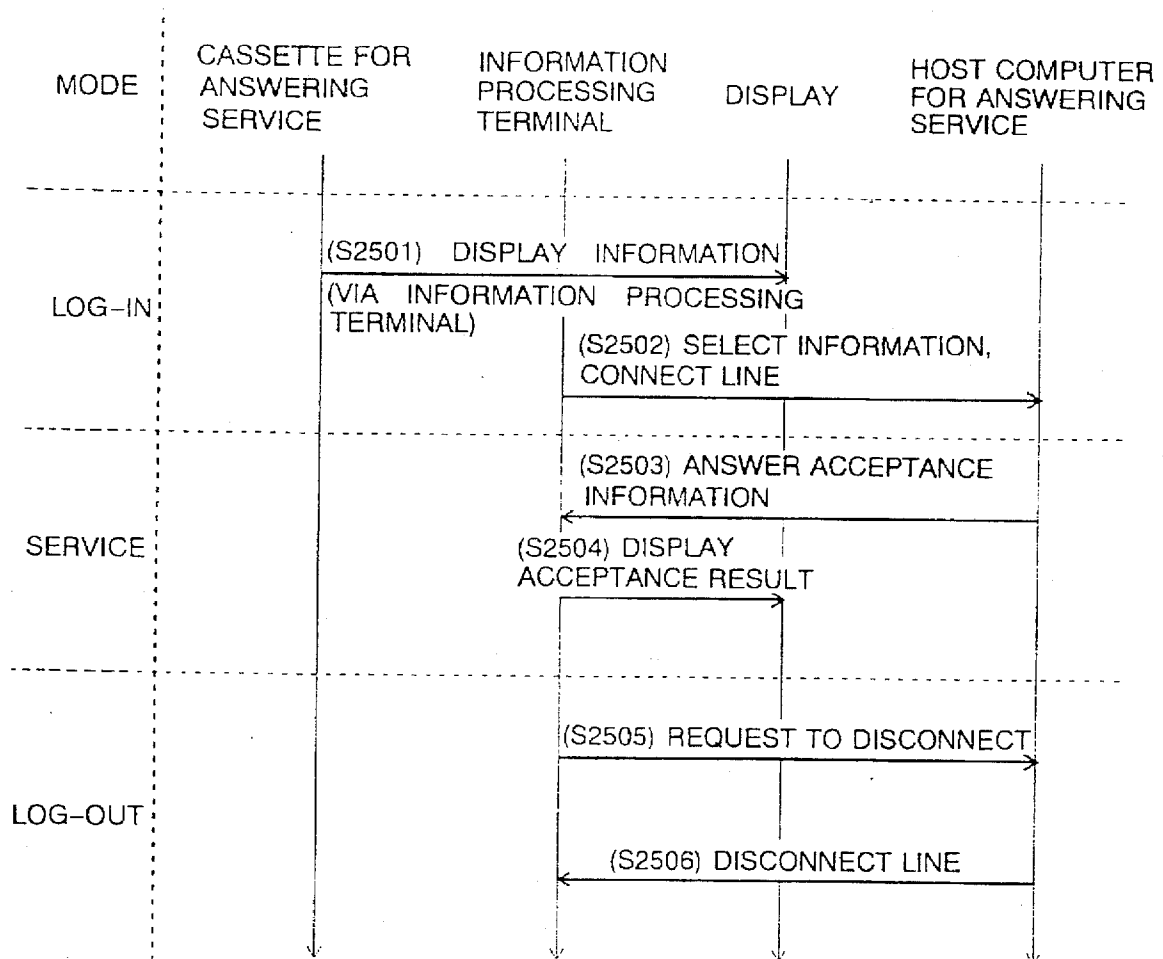 MODE
CASSETTE FOR
ANSWERING
SERVICE
INFORMATION
PROCESSING
TERMINAL
DISPLAY
HOST COMPUTER
FOR ANSWERING
SERVICE
LOG-IN
(S2501) DISPLAY INFORMATION
(VIA INFORMATION PROCESSING
TERMINAL)
(S2502) SELECT INFORMATION,
CONNECT LINE
SERVICE
(S2503) ANSWER ACCEPTANCE
INFORMATION
(S2504) DISPLAY
ACCEPTANCE RESULT
LOG-OUT
(S2505) REQUEST TO DISCONNECT
(S2506) DISCONNECT LINE